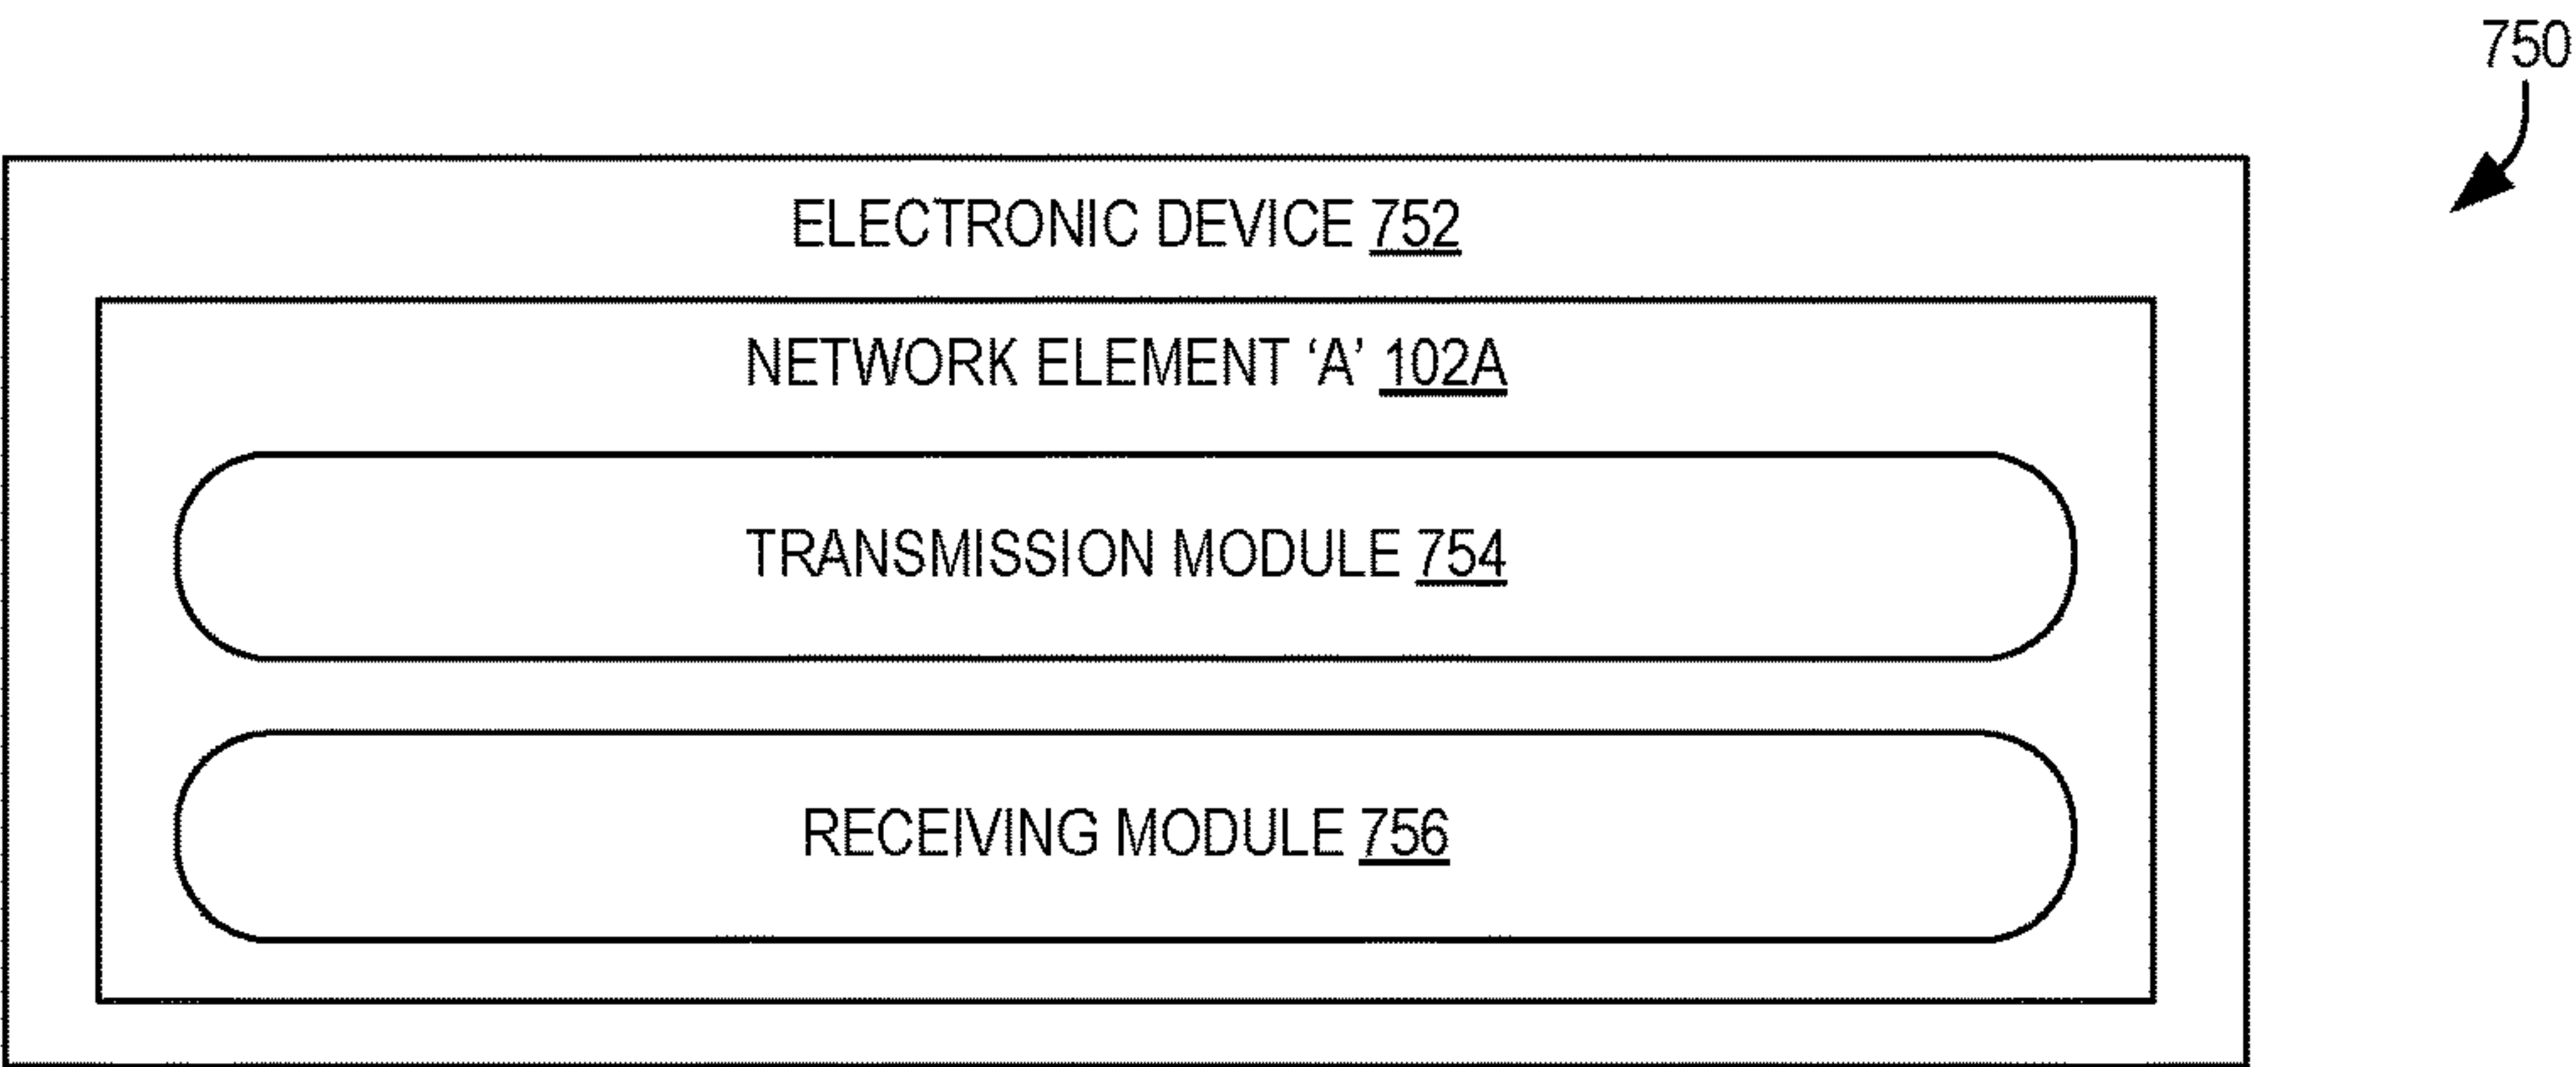 750
ELECTRONIC DEVICE 752
NETWORK ELEMENT ‘A’ 102A
TRANSMISSION MODULE 754
RECEIVING MODULE 756